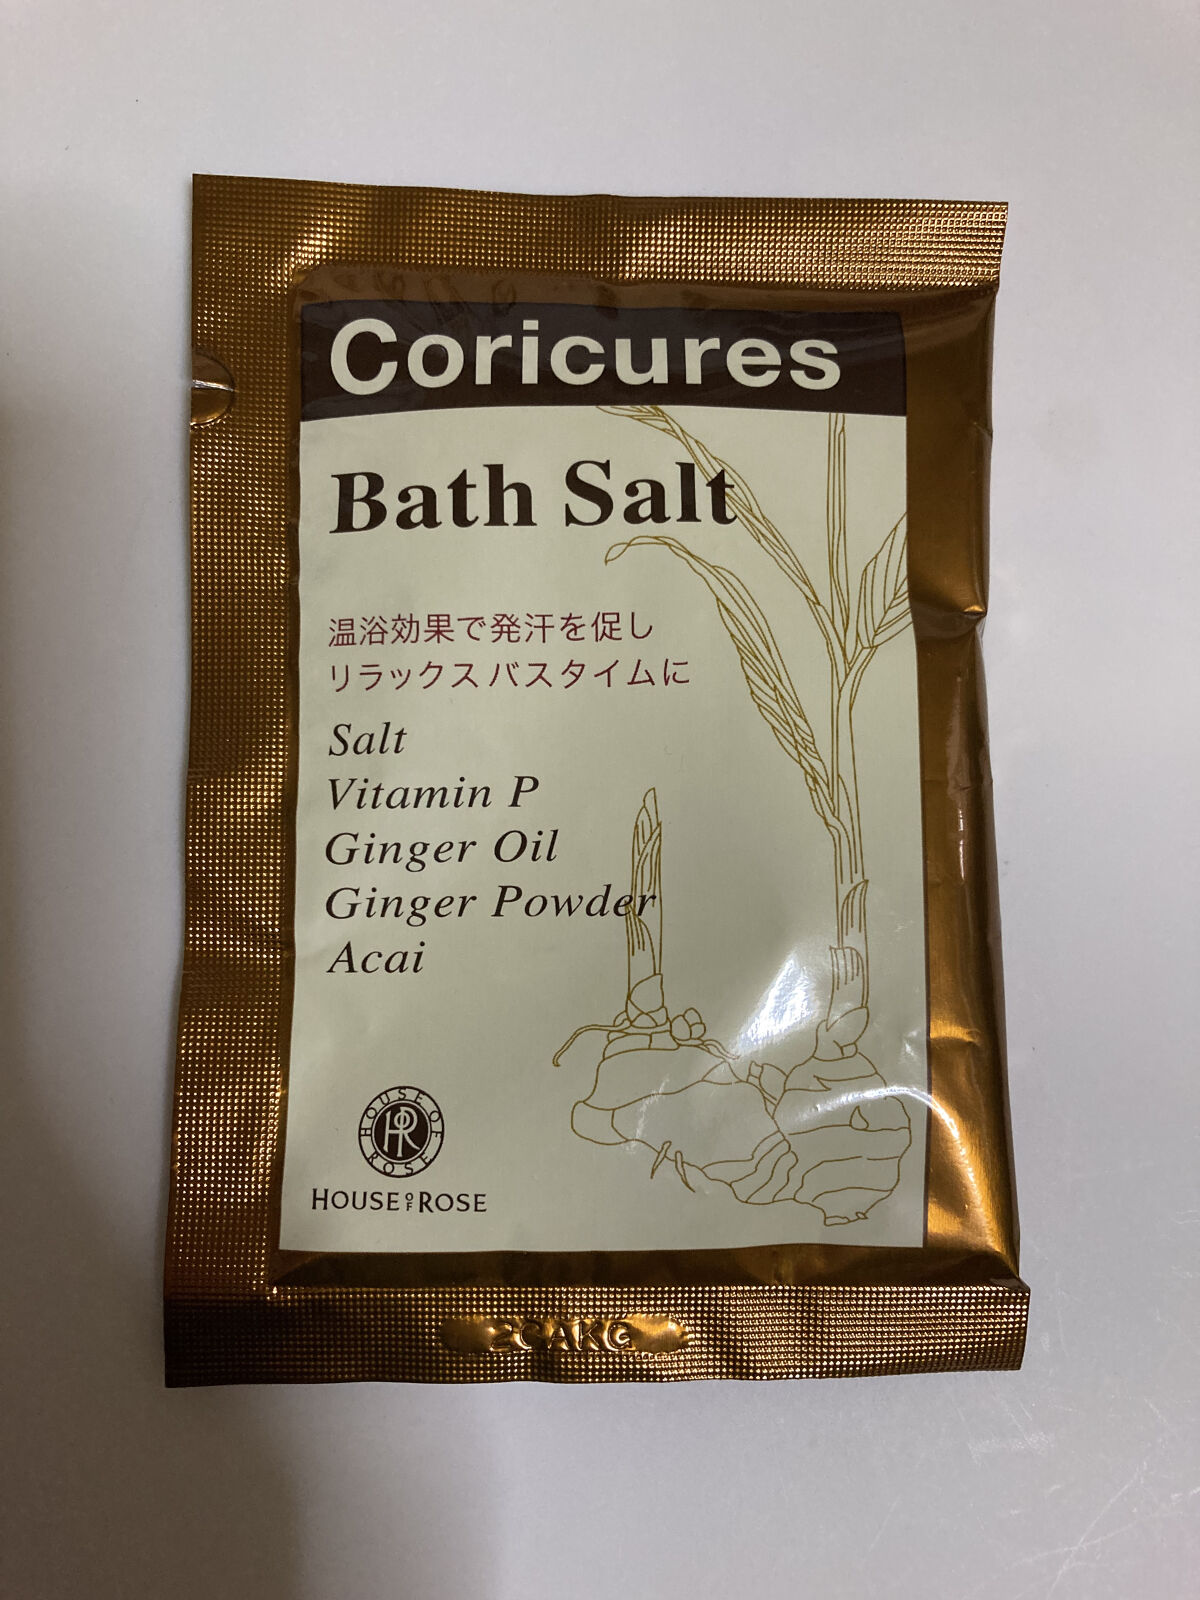 Coricures
Bath Salt
温浴効果で発汗を促し
リラックス バスタイムに
Salt
Vitamin P
Ginger Oil
Ginger Powder
Acai
HOUSE OF ROSE
HR
HOUSE OF ROSE